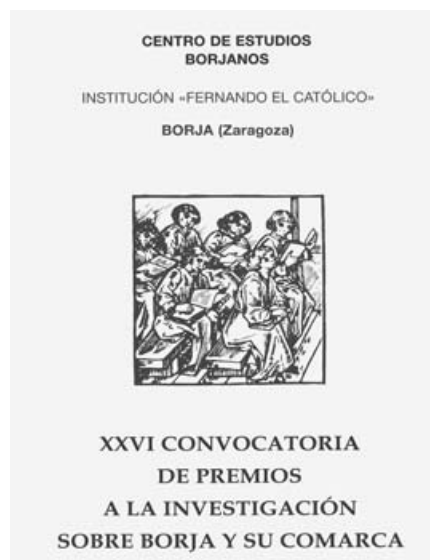 CENTRO DE ESTUDIOS
BORJANOS
INSTITUCIÓN «FERNANDO EL CATÓLICO»
BORJA (Zaragoza)
XXVI CONVOCATORIA
DE PREMIOS
A LA INVESTIGACIÓN
SOBRE BORJA Y SU COMARCA